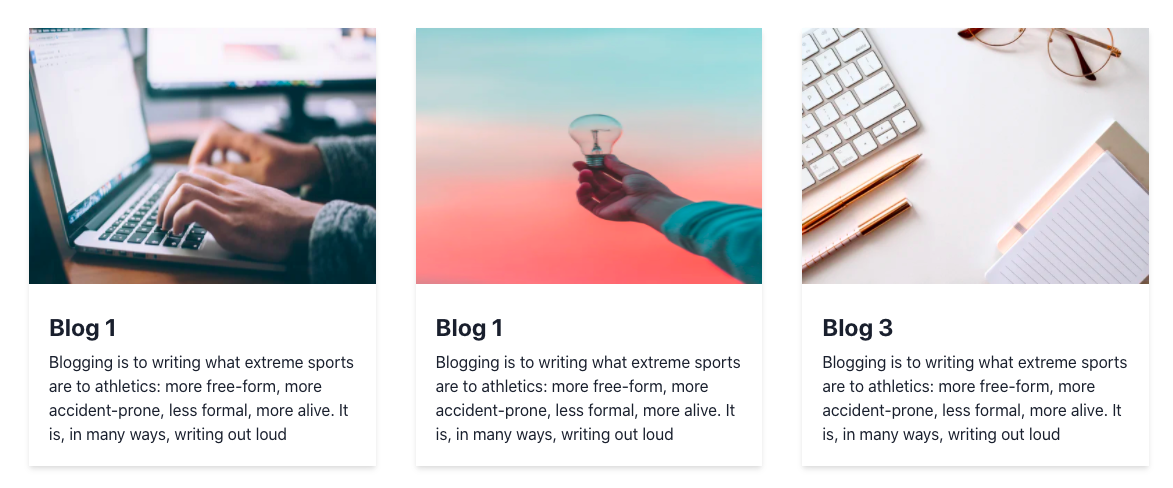 Blog 1
Blogging is to writing what extreme sports
are to athletics: more free-form, more
accident-prone, less formal, more alive. It
is, in many ways, writing out loud
Blog 1
Blogging is to writing what extreme sports
are to athletics: more free-form, more
accident-prone, less formal, more alive. It
is, in many ways, writing out loud
Blog 3
Blogging is to writing what extreme sports
are to athletics: more free-form, more
accident-prone, less formal, more alive. It
is, in many ways, writing out loud